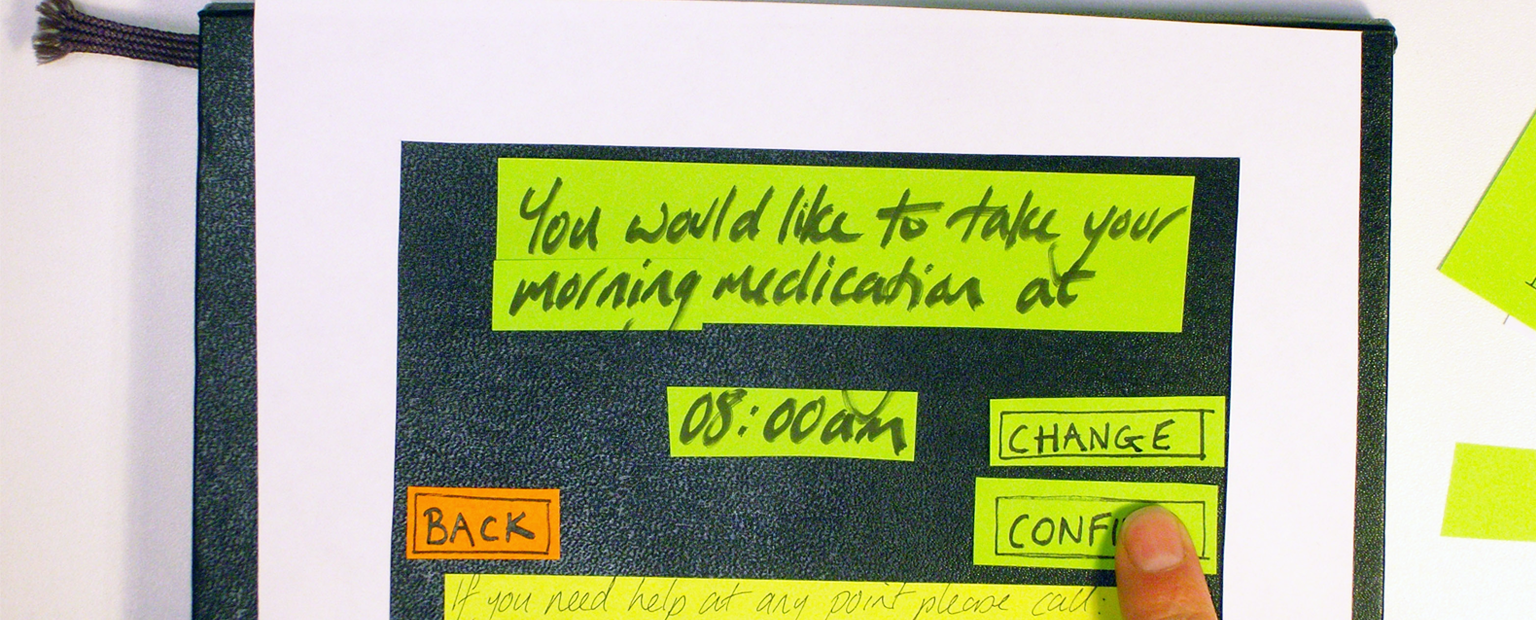 You would like to take your
morning medication at
08:00am
CHANGE
BACK
If you need help at any point please call: